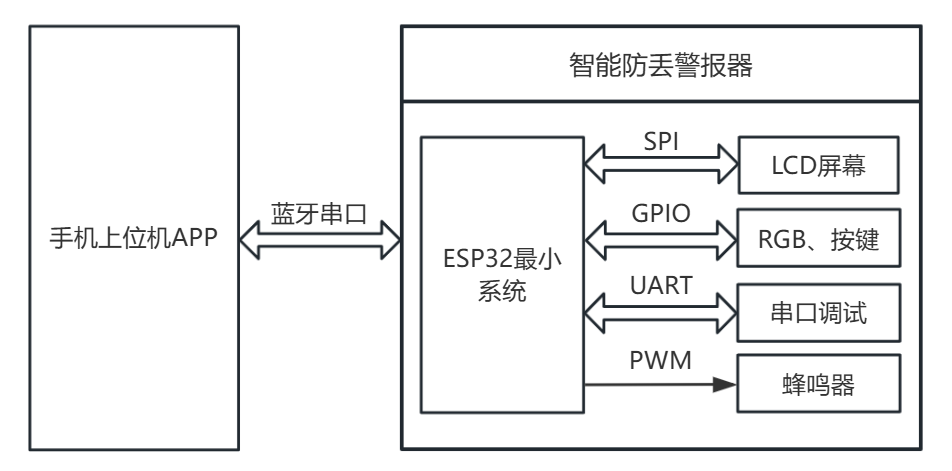 智能防丢警报器
手机上位机APP
蓝牙串口
ESP32最小
系统
SPI
LCD屏幕
GPIO
RGB、按键
UART
串口调试
PWM
蜂鸣器